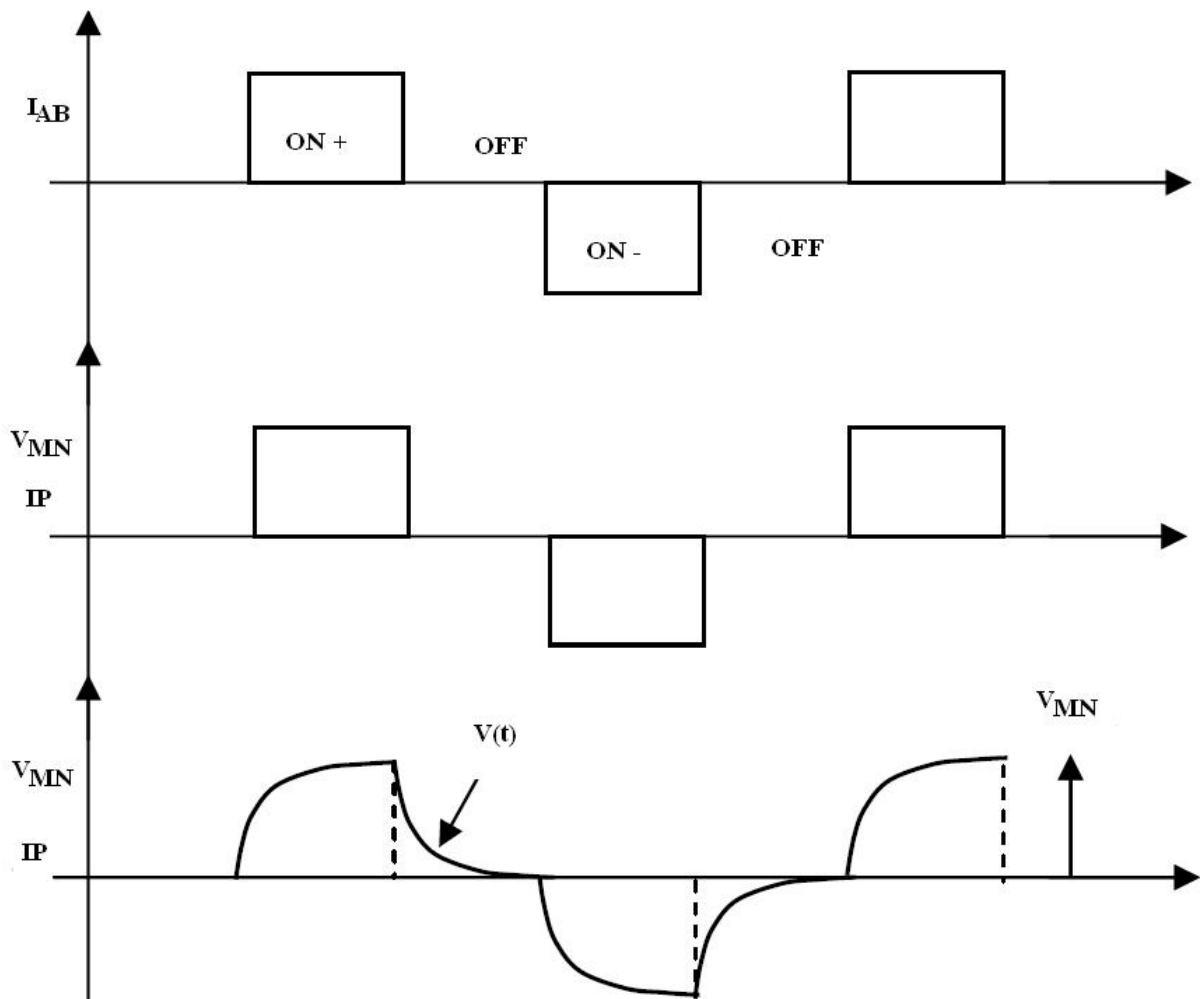 I_AB
ON +
OFF
ON -
OFF
V_MN
IP
V_MN
V(t)
V_MN
IP